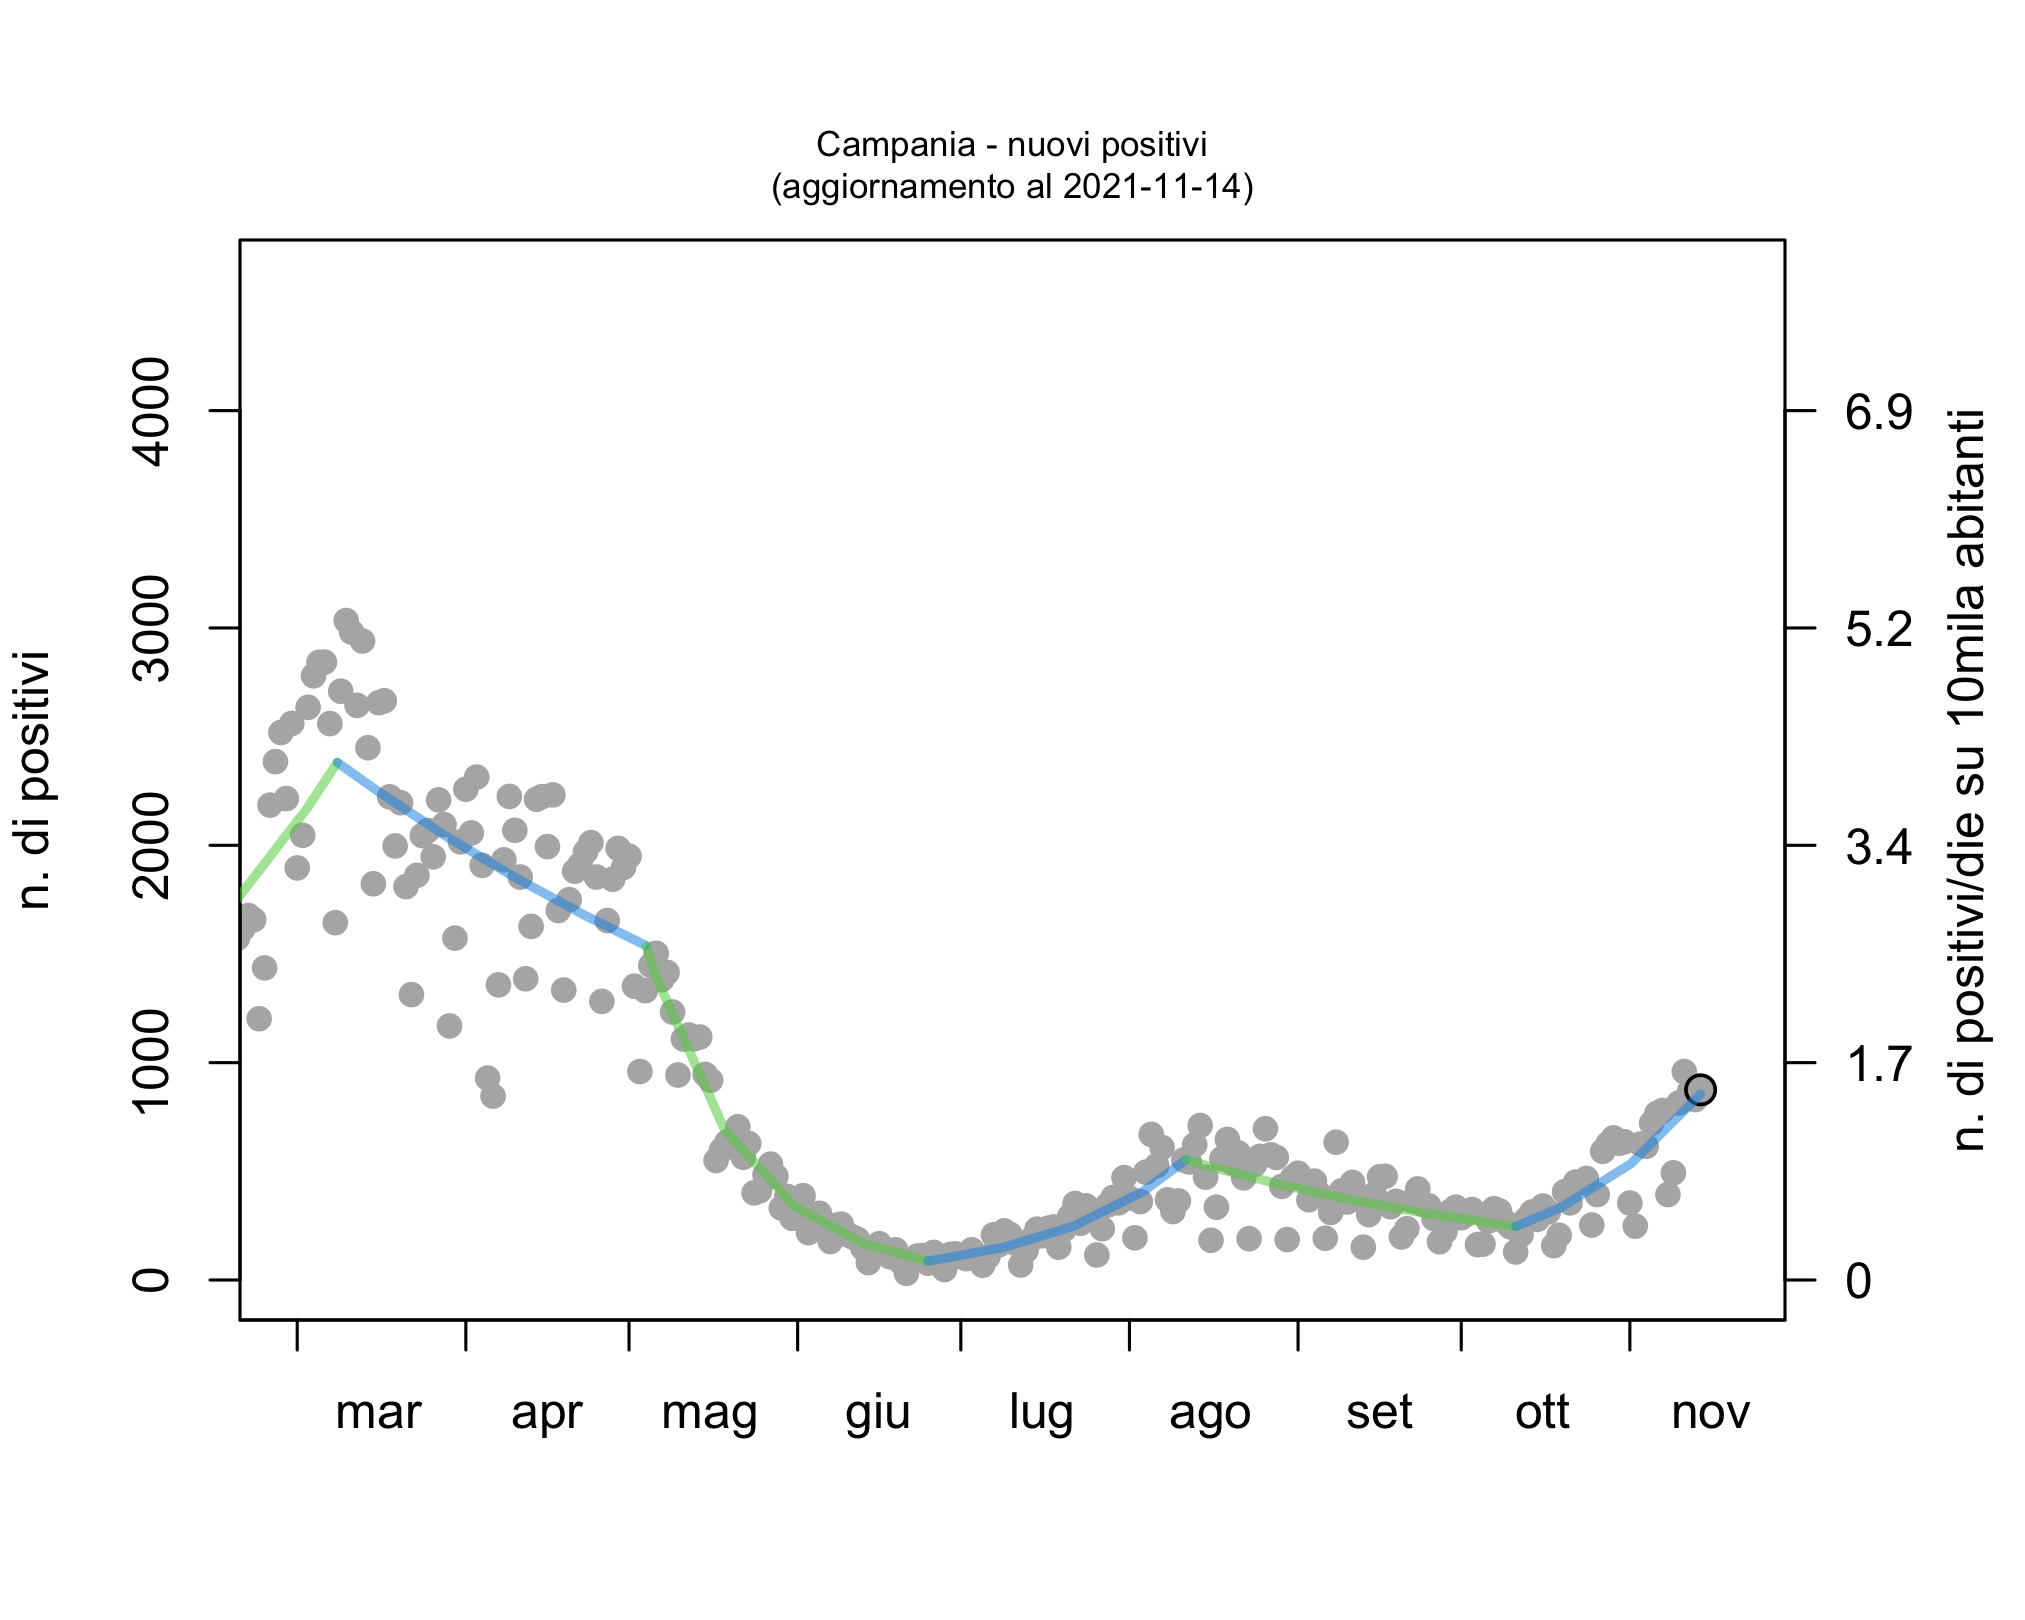 Campania - nuovi positivi
(aggiornamento al 2021-11-14)
n. di positivi
4000
3000
2000
1000
0
6.9
5.2
3.4
1.7
0
n. di positivi/die su 10mila abitanti
mar apr mag giu lug ago set ott nov